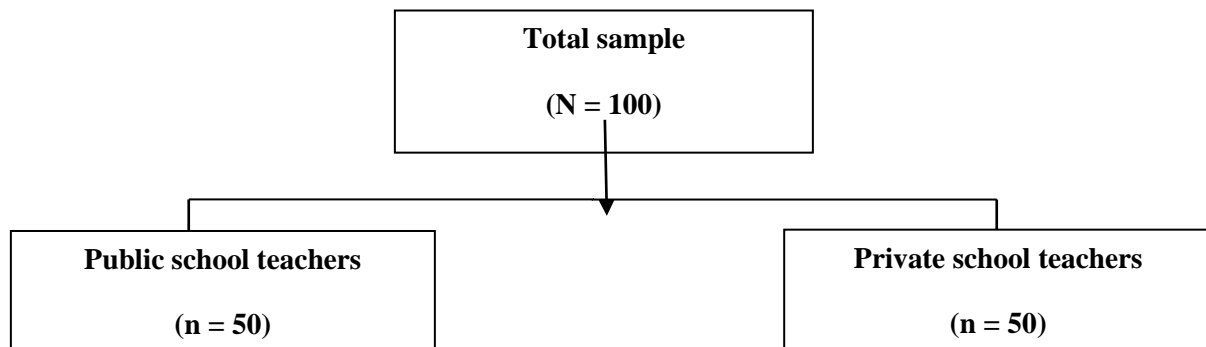 Total sample
(N = 100)
Public school teachers
(n = 50)
Private school teachers
(n = 50)